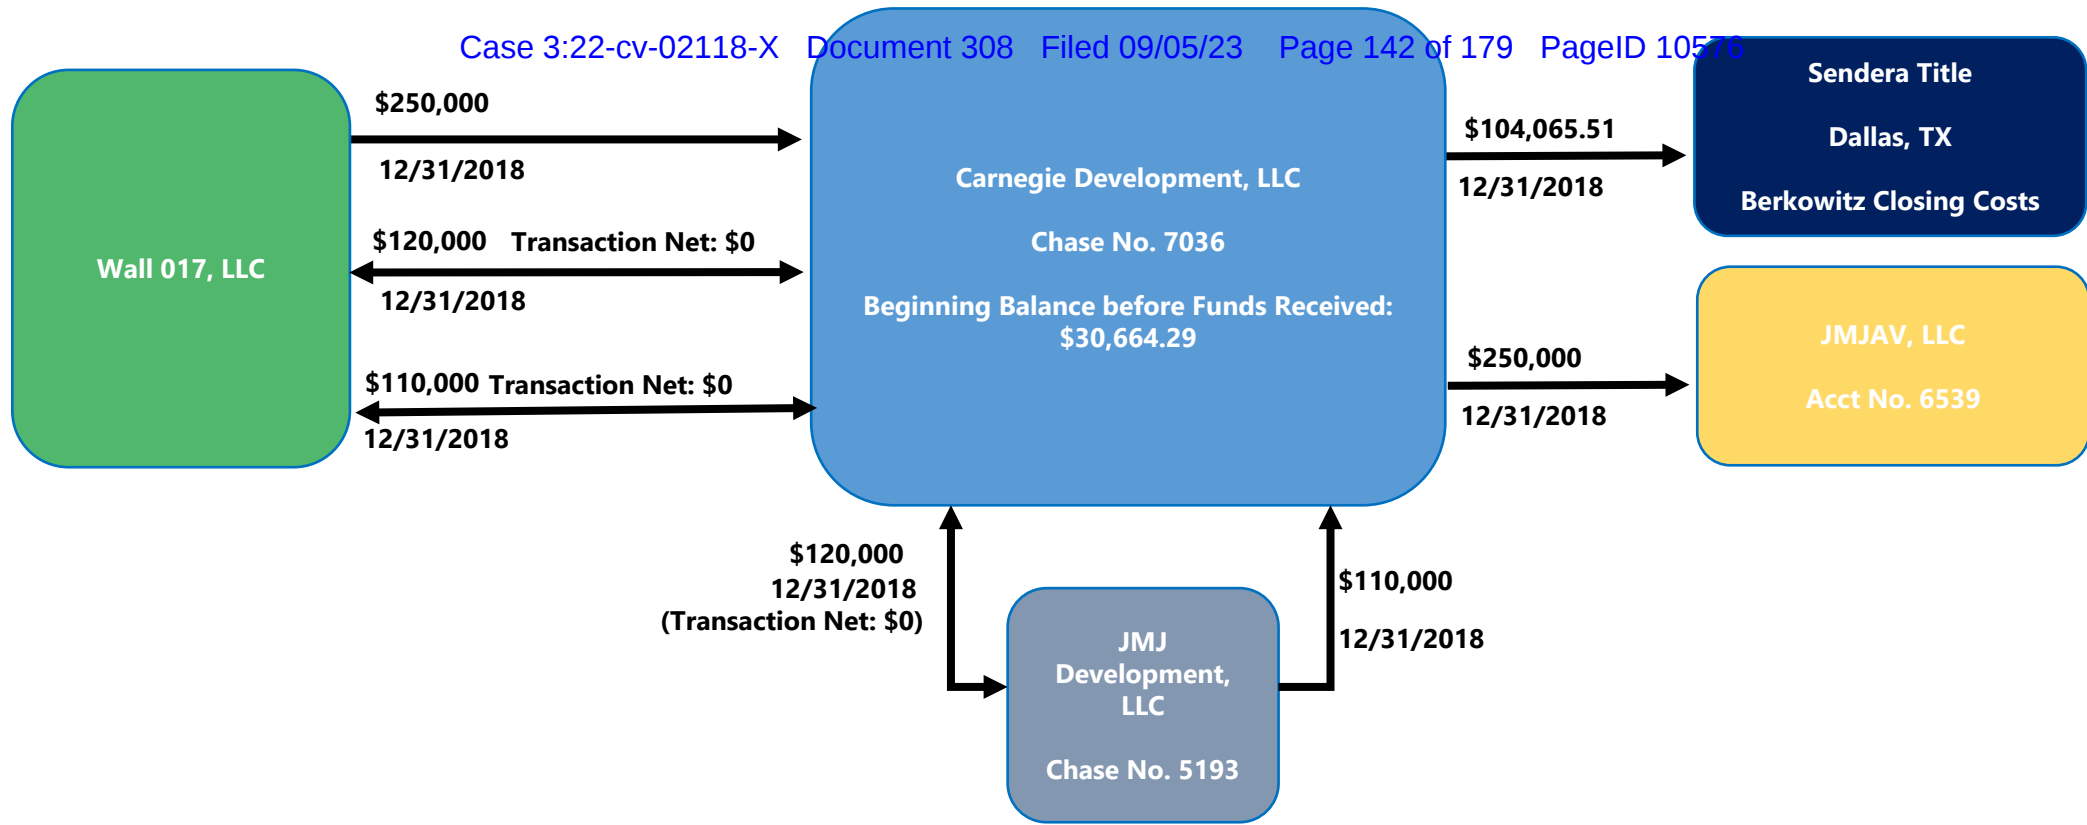 Case 3:22-cv-02118-X Document 308 Filed 09/05/23 Page 142 of 179 PageID 10576
Wall 017, LLC
$250,000
12/31/2018
$120,000 Transaction Net: $0
12/31/2018
$110,000 Transaction Net: $0
12/31/2018
Carnegie Development, LLC
Chase No. 7036
Beginning Balance before Funds Received:
$30,664.29
$104,065.51
12/31/2018
Sendera Title
Dallas, TX
Berkowitz Closing Costs
$250,000
12/31/2018
JMJAV, LLC
Acct No. 6539
$120,000
12/31/2018
(Transaction Net: $0)
JMJ
Development,
LLC
Chase No. 5193
$110,000
12/31/2018